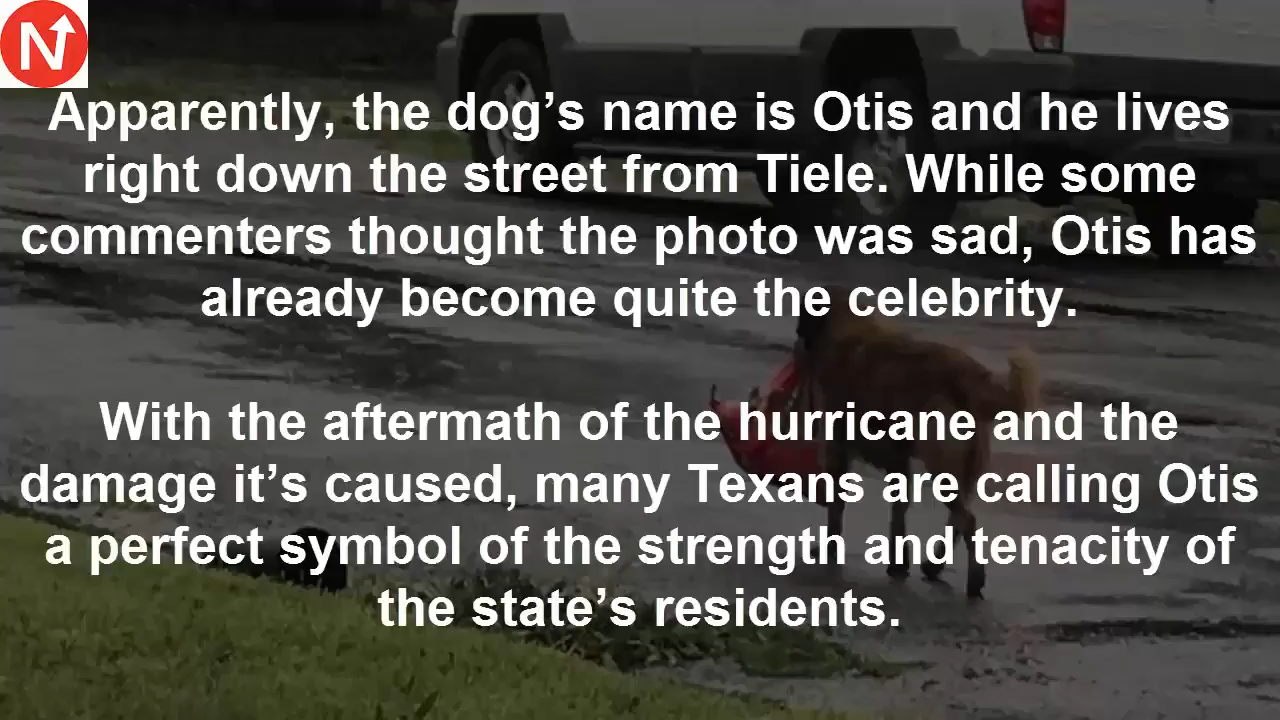 N
Apparently, the dog’s name is Otis and he lives
right down the street from Tiele. While some
commenters thought the photo was sad, Otis has
already become quite the celebrity.
With the aftermath of the hurricane and the
damage it’s caused, many Texans are calling Otis
a perfect symbol of the strength and tenacity of
the state’s residents.